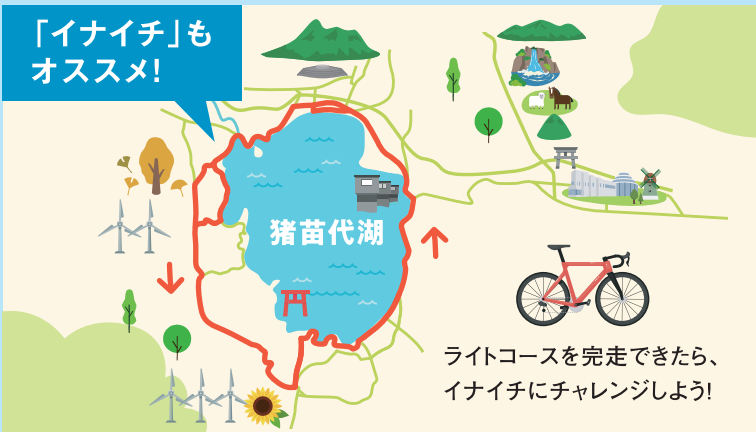 「イナイチ」も
オススメ!
猪苗代湖
ライトコースを完走できたら、
イナイチにチャレンジしよう!